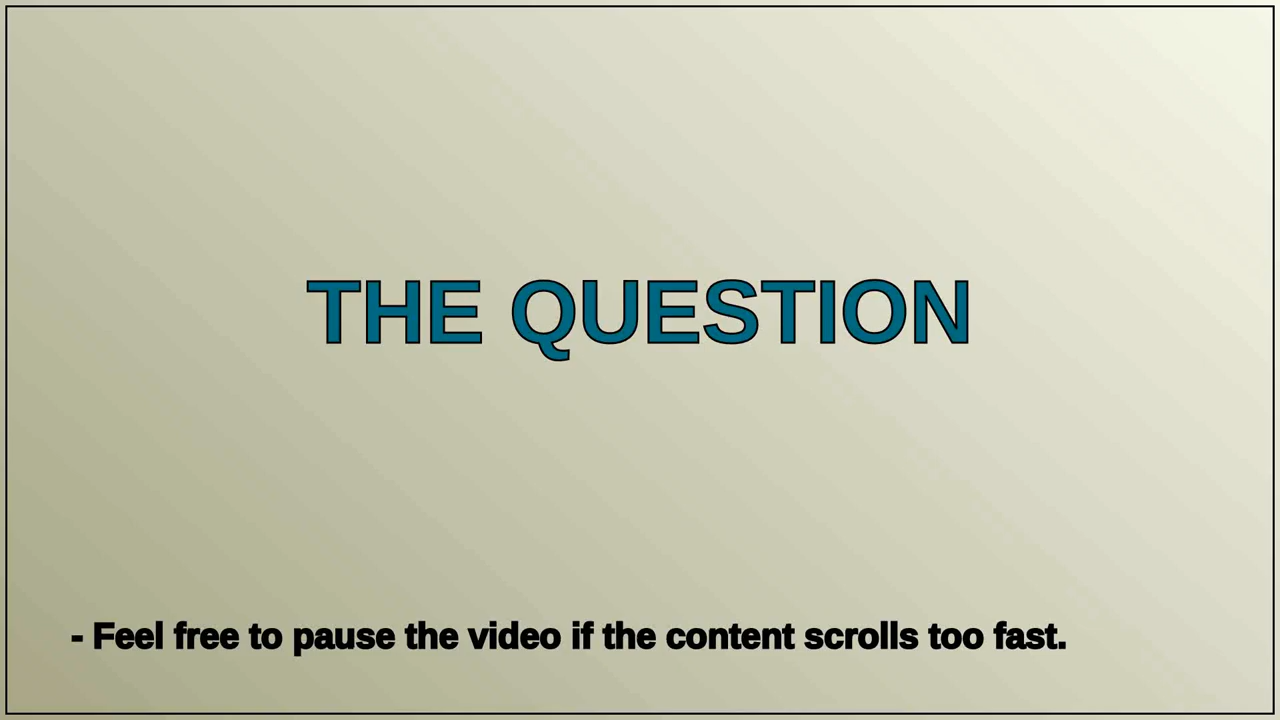 THE QUESTION
- Feel free to pause the video if the content scrolls too fast.